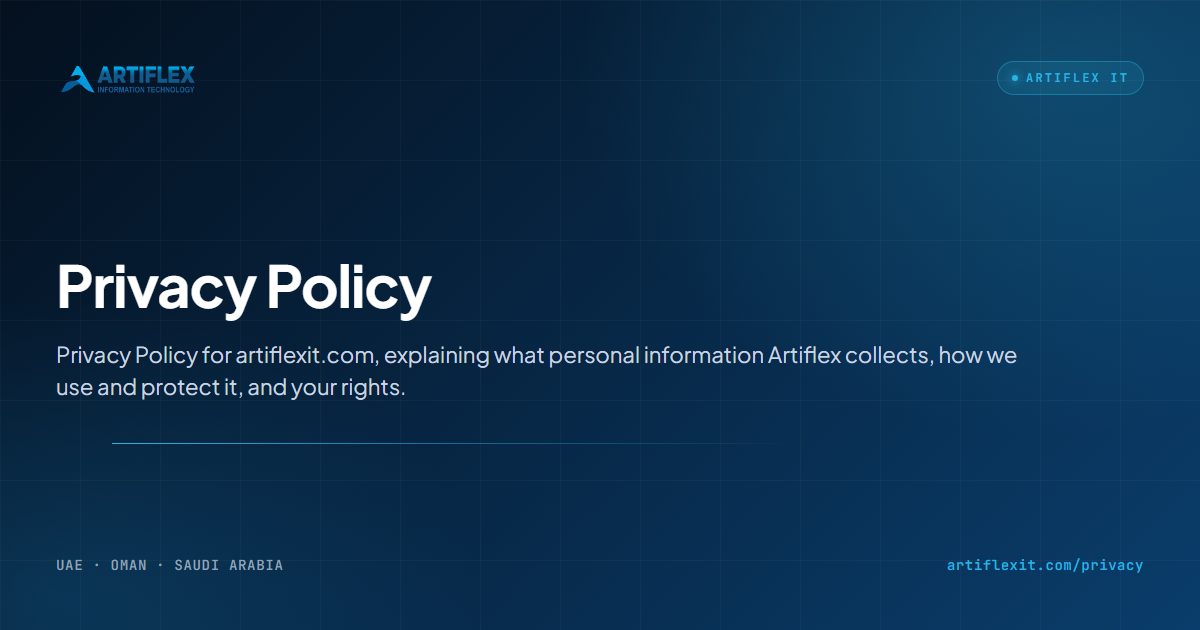 ARTIFLEX
INFORMATION TECHNOLOGY
ARTIFLEX IT
Privacy Policy
Privacy Policy for artiflexit.com, explaining what personal information Artiflex collects, how we
use and protect it, and your rights.
UAE · OMAN · SAUDI ARABIA
artiflexit.com/privacy